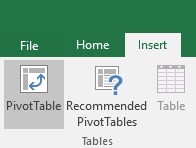 File Home Insert
PivotTable Recommended Table
PivotTables
Tables